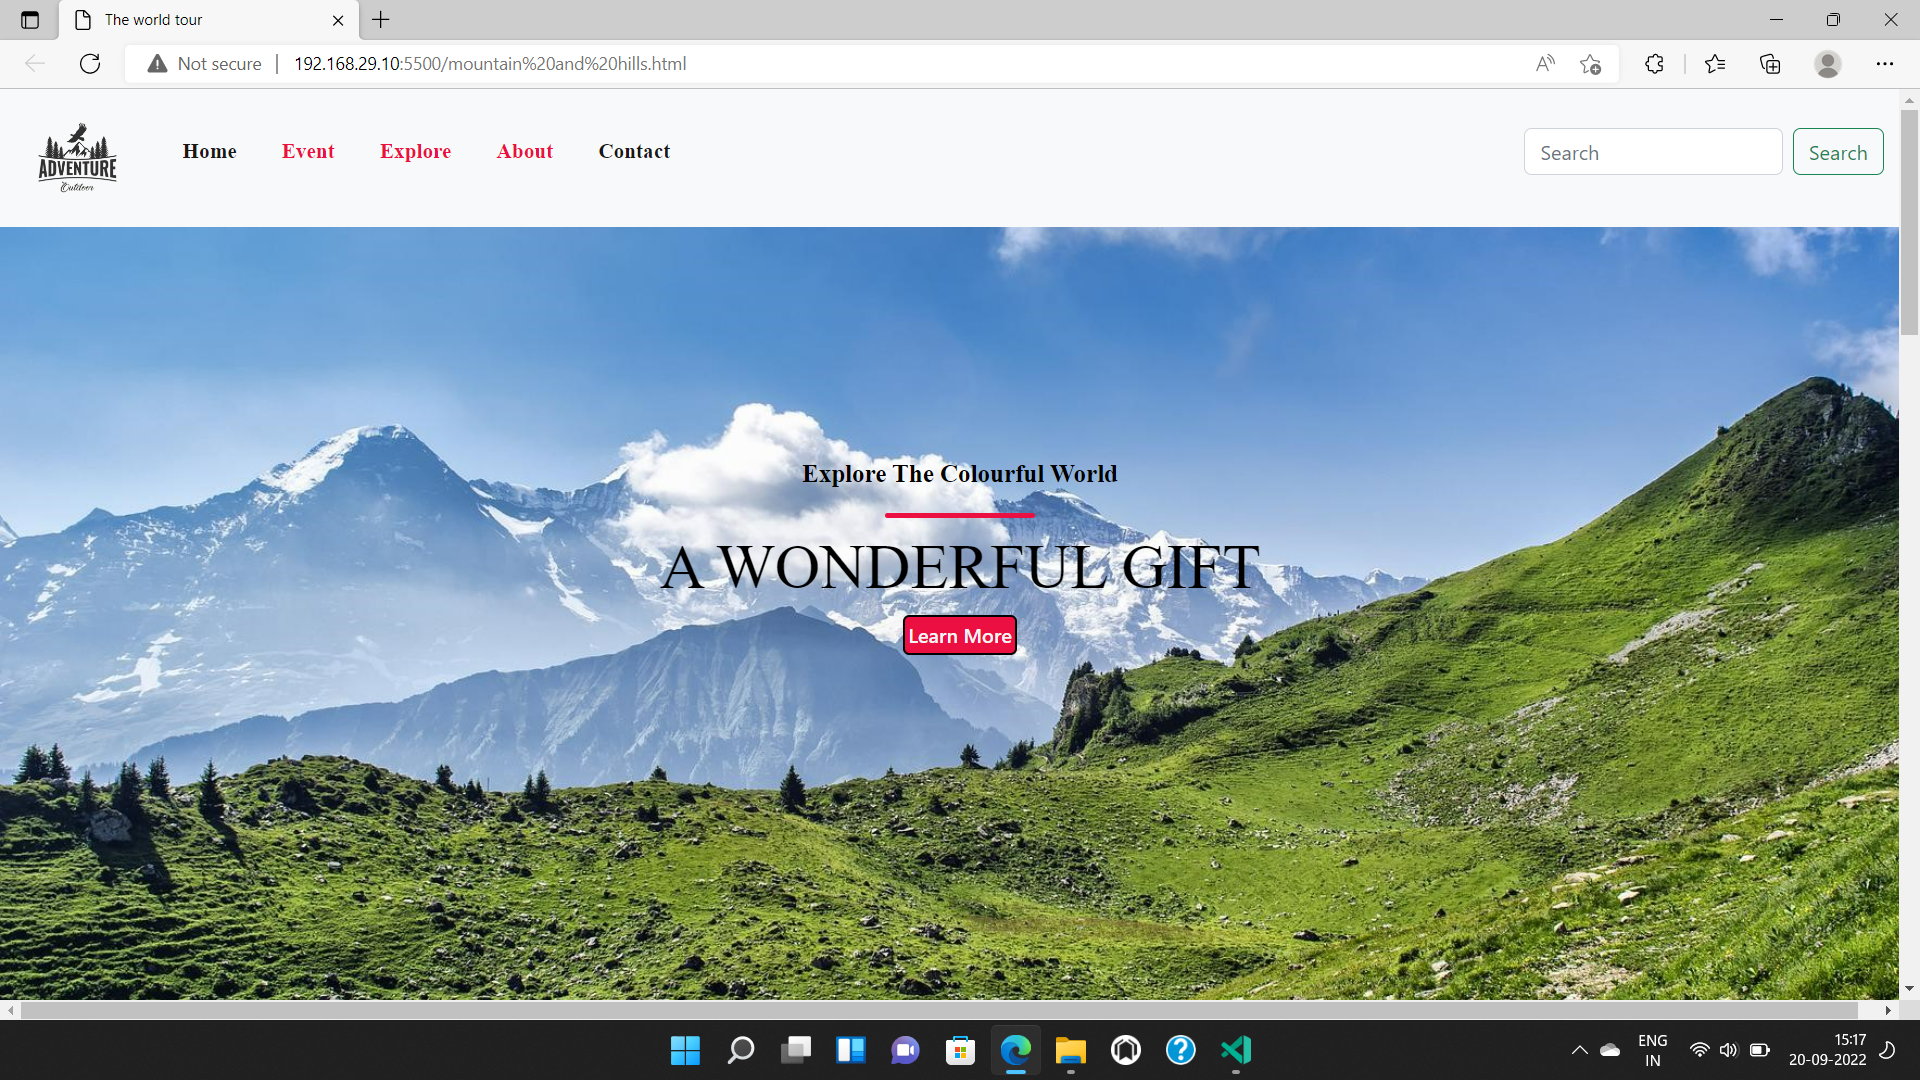 The world tour
Not secure
192.168.29.10:5500/mountain%20and%20hills.html
ADVENTURE
Outdoor
Home
Event
Explore
About
Contact
Search
Search
Explore The Colourful World
A WONDERFUL GIFT
Learn More
ENG
IN
15:17
20-09-2022